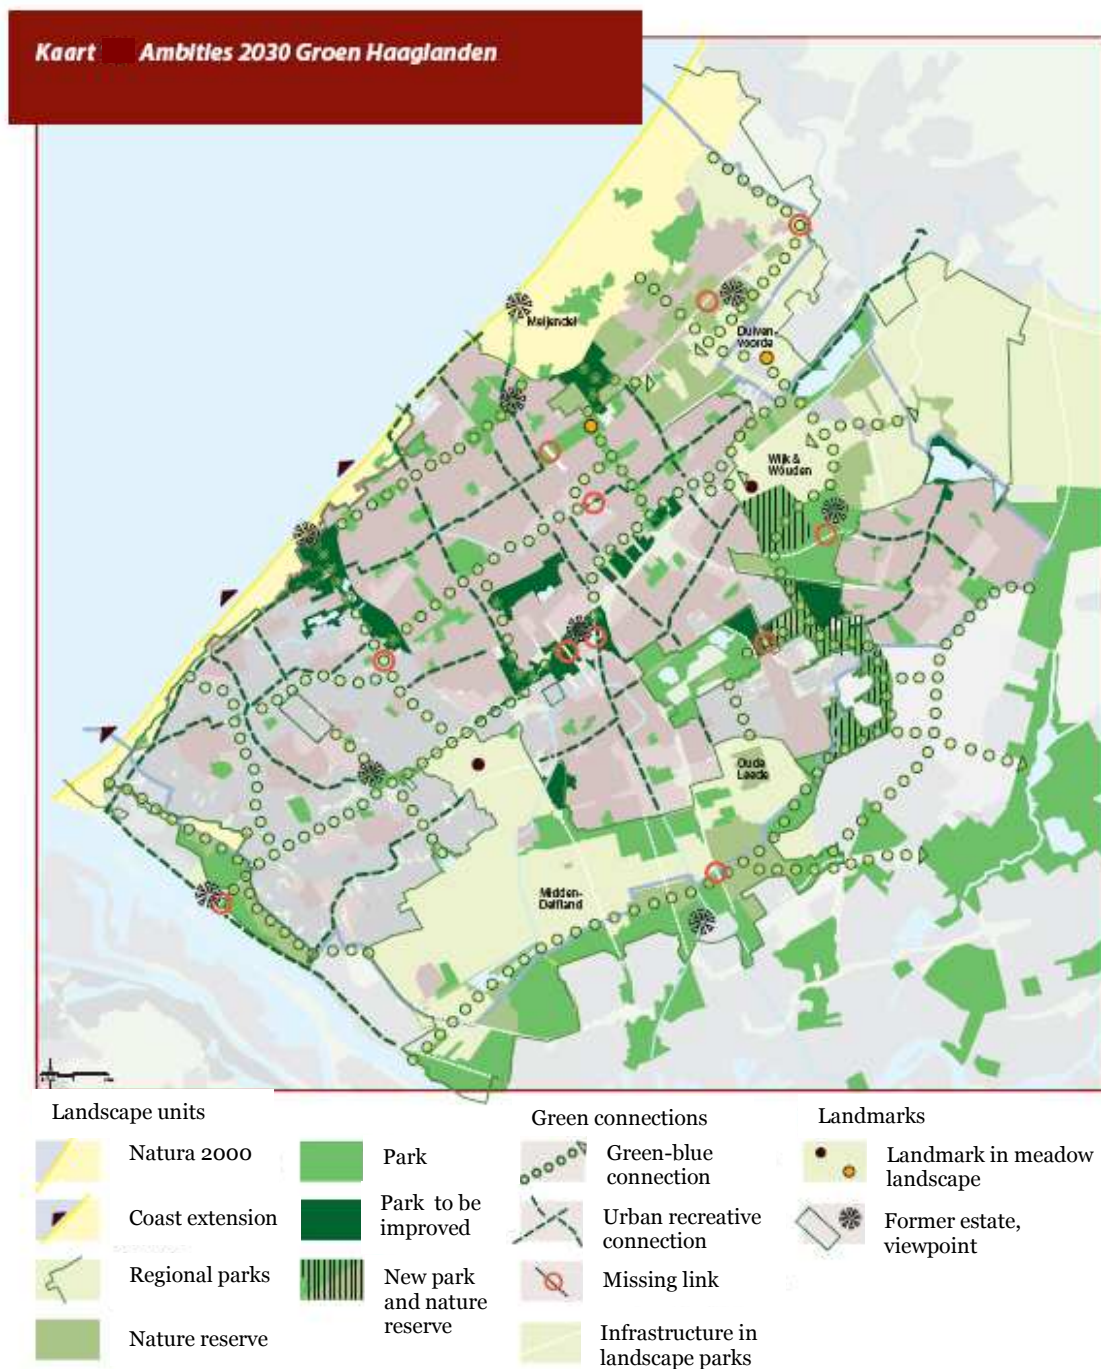 Kaart Ambities 2030 Groen Haaglanden
Meijendel
Duiven-
voorde
Wijk &
Wouden
Oude
Leede
Midden-
Delfland
Landscape units
Natura 2000
Coast extension
Regional parks
Nature reserve
Park
Park to be
improved
New park
and nature
reserve
Green connections
Green-blue
connection
Urban recreative
connection
Missing link
Infrastructure in
landscape parks
Landmarks
Landmark in meadow
landscape
Former estate,
viewpoint